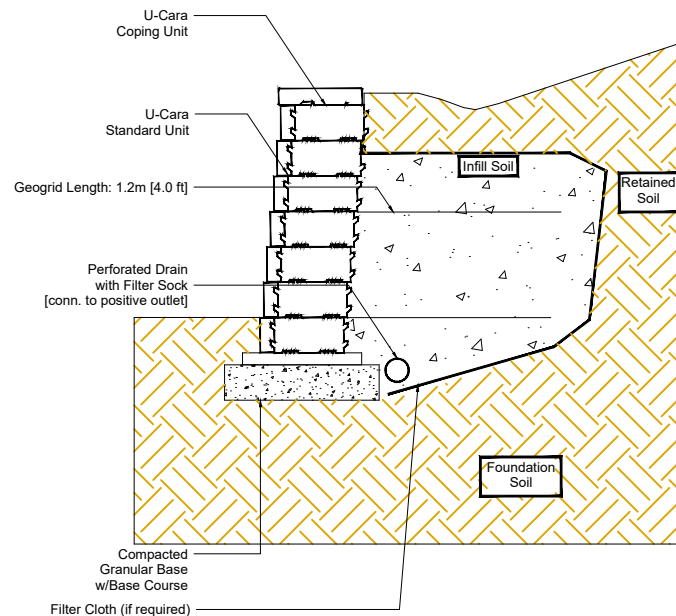 U-Cara
Coping Unit
U-Cara
Standard Unit
Infill Soil
Geogrid Length: 1.2m [4.0 ft]
Retained
Soil
Perforated Drain
with Filter Sock
[conn. to positive outlet]
Foundation
Soil
Compacted
Granular Base
w/Base Course
Filter Cloth (if required)